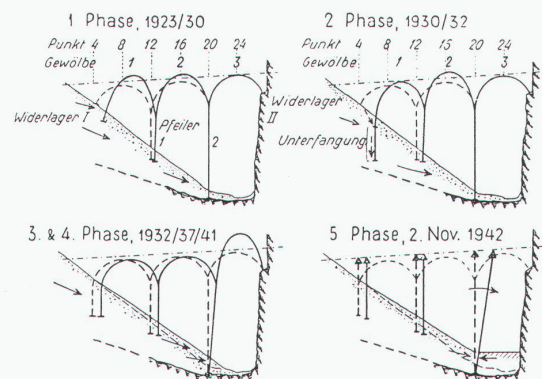 1 Phase, 1923/30
Punkt 4 8 12 16 20 24
Gewölbe 1 2 3
Widerlager I
Pfeiler
1 2
2 Phase, 1930/32
Punkt 4 8 12 15 20 24
Gewölbe 1 2 3
Widerlager
II
Unterfangung
3. & 4. Phase, 1932/37/41
5 Phase, 2. Nov. 1942